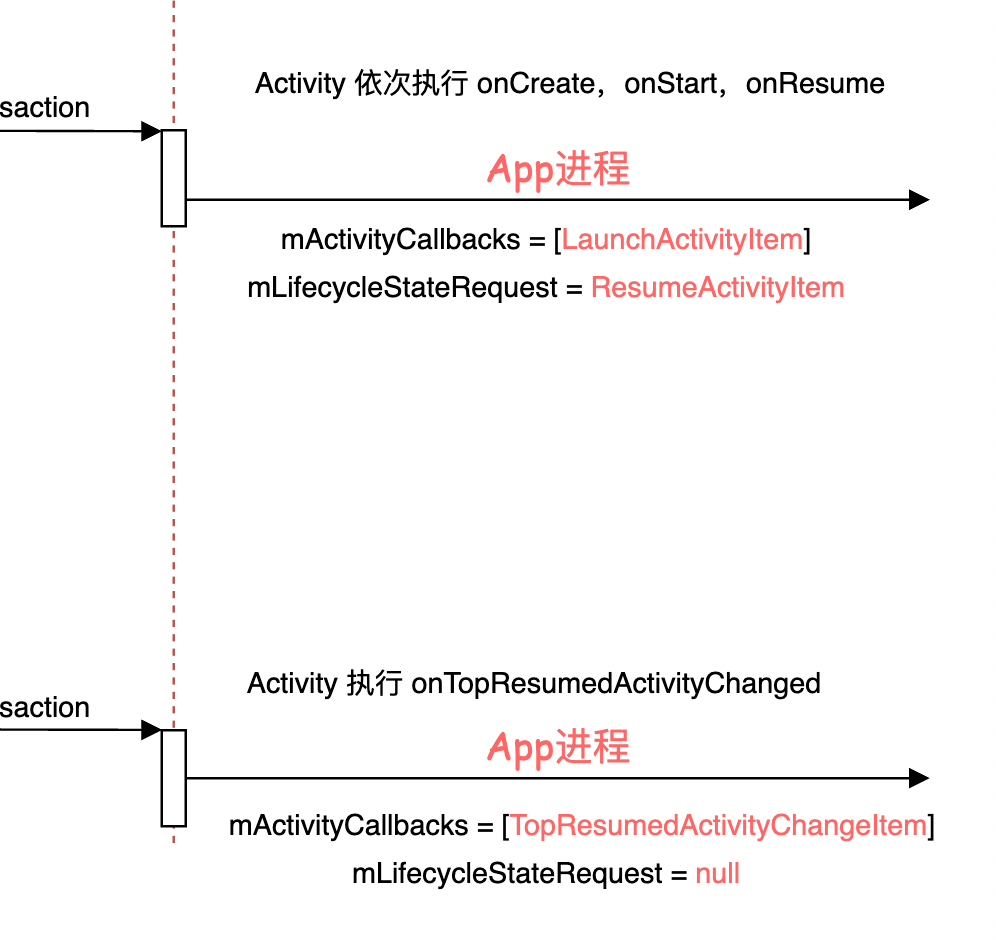 Activity 依次执行 onCreate，onStart，onResume
saction
App进程
mActivityCallbacks = [LaunchActivityItem]
mLifecycleStateRequest = ResumeActivityItem
Activity 执行 onTopResumedActivityChanged
saction
App进程
mActivityCallbacks = [TopResumedActivityChangeItem]
mLifecycleStateRequest = null